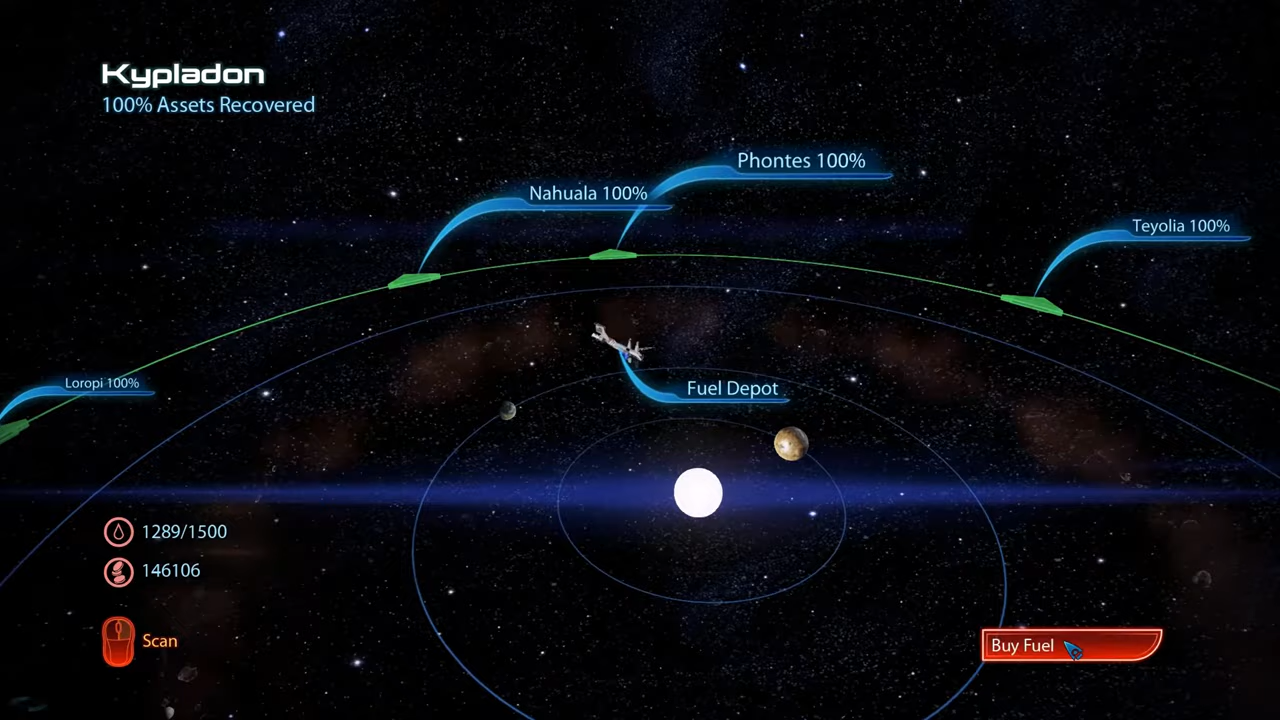 Kypladon
100% Assets Recovered
Phontes 100%
Nahuala 100%
Teyolia 100%
Loropi 100%
Fuel Depot
1289/1500
146106
Scan
Buy Fuel